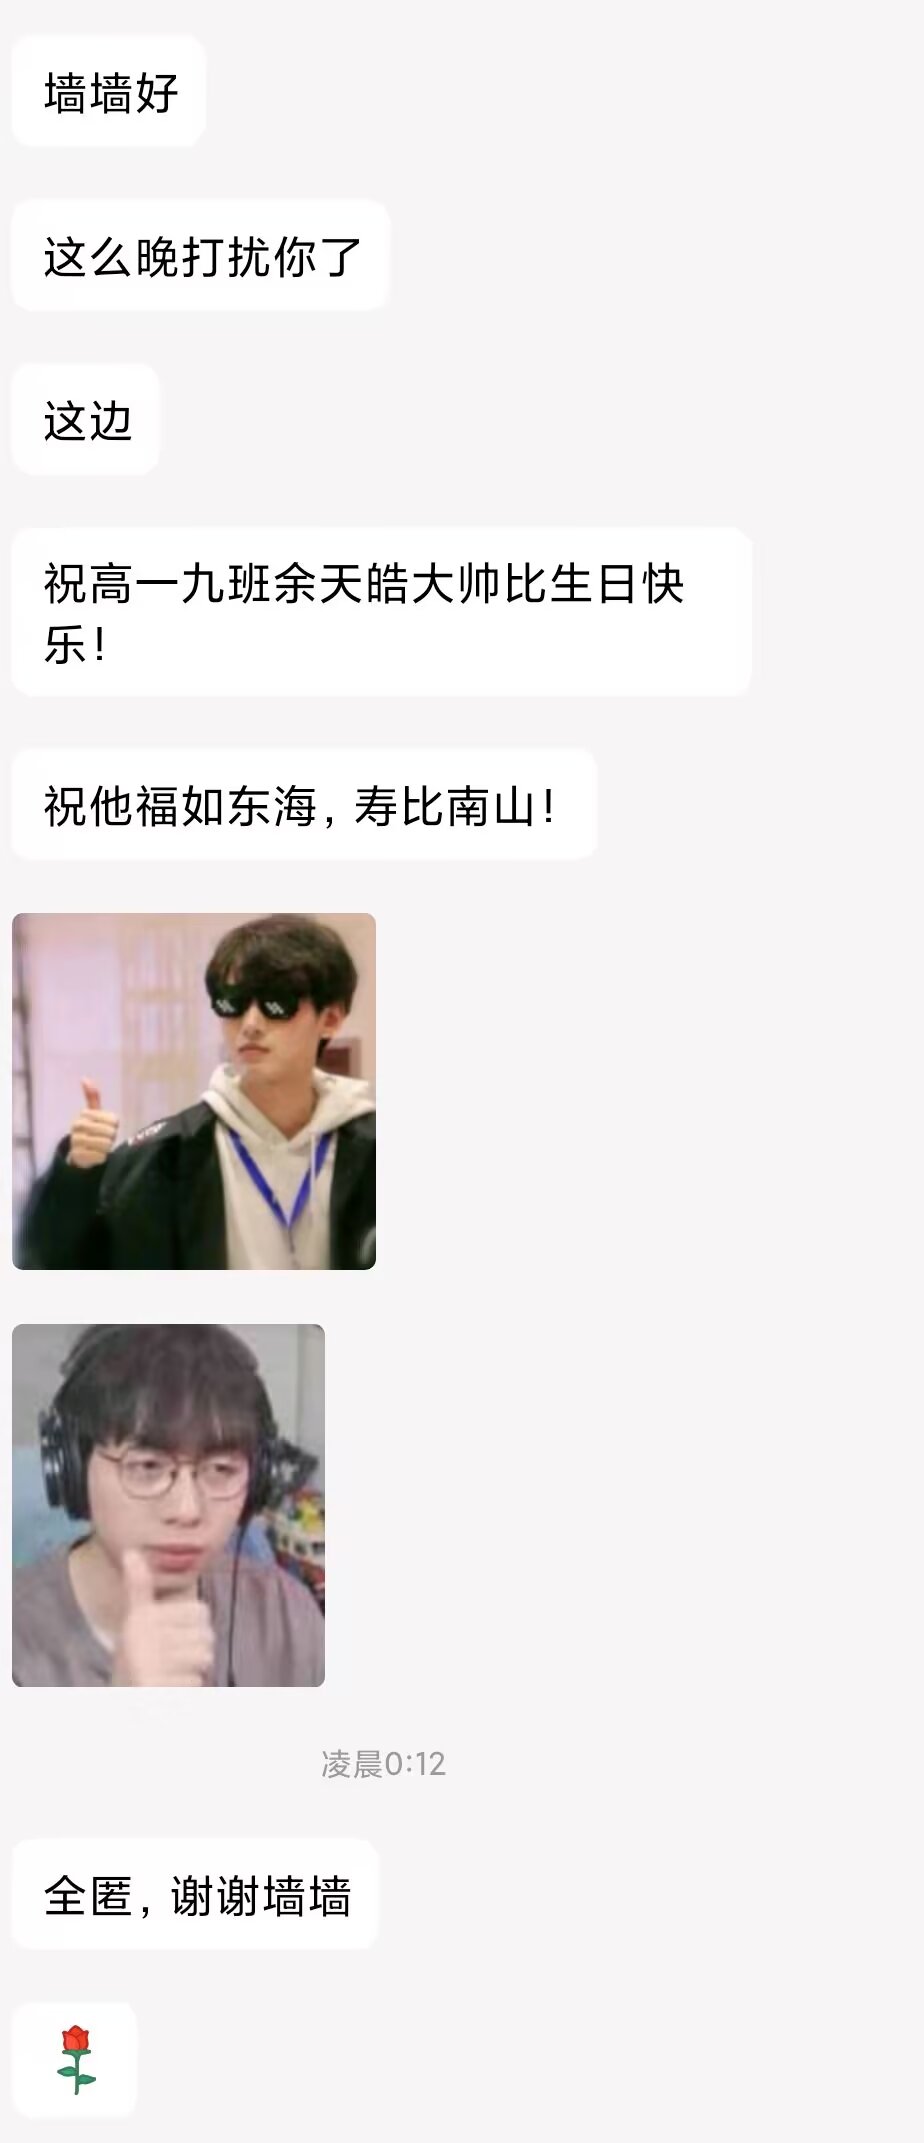 墙墙好
这么晚打扰你了
这边
祝高一九班余天皓大帅比生日快
乐！
祝他福如东海，寿比南山！
凌晨0:12
全匿，谢谢墙墙